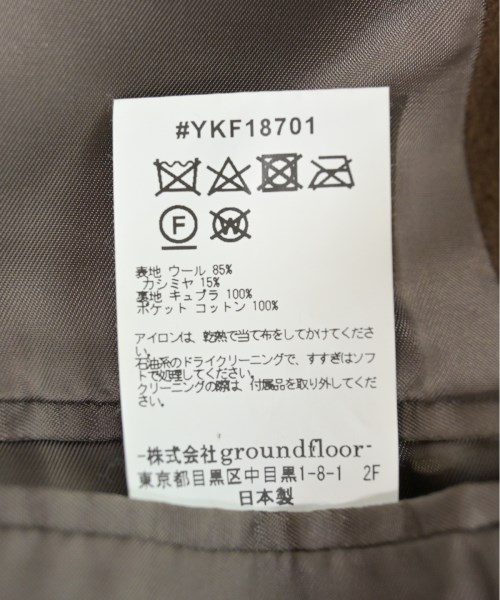 #YKF18701
F W
表地 ウール 85%
カシミヤ 15%
裏地 キュプラ 100%
ポケット コットン 100%
アイロンは、乾熱で当て布をしてかけてくださ
い。
石油系のドライクリーニングで、すすぎはソフ
トで処理してください。
クリーニングの際は、付属品を取り外してくだ
さい。
-株式会社groundfloor-
東京都目黒区中目黒1-8-1 2F
日本製